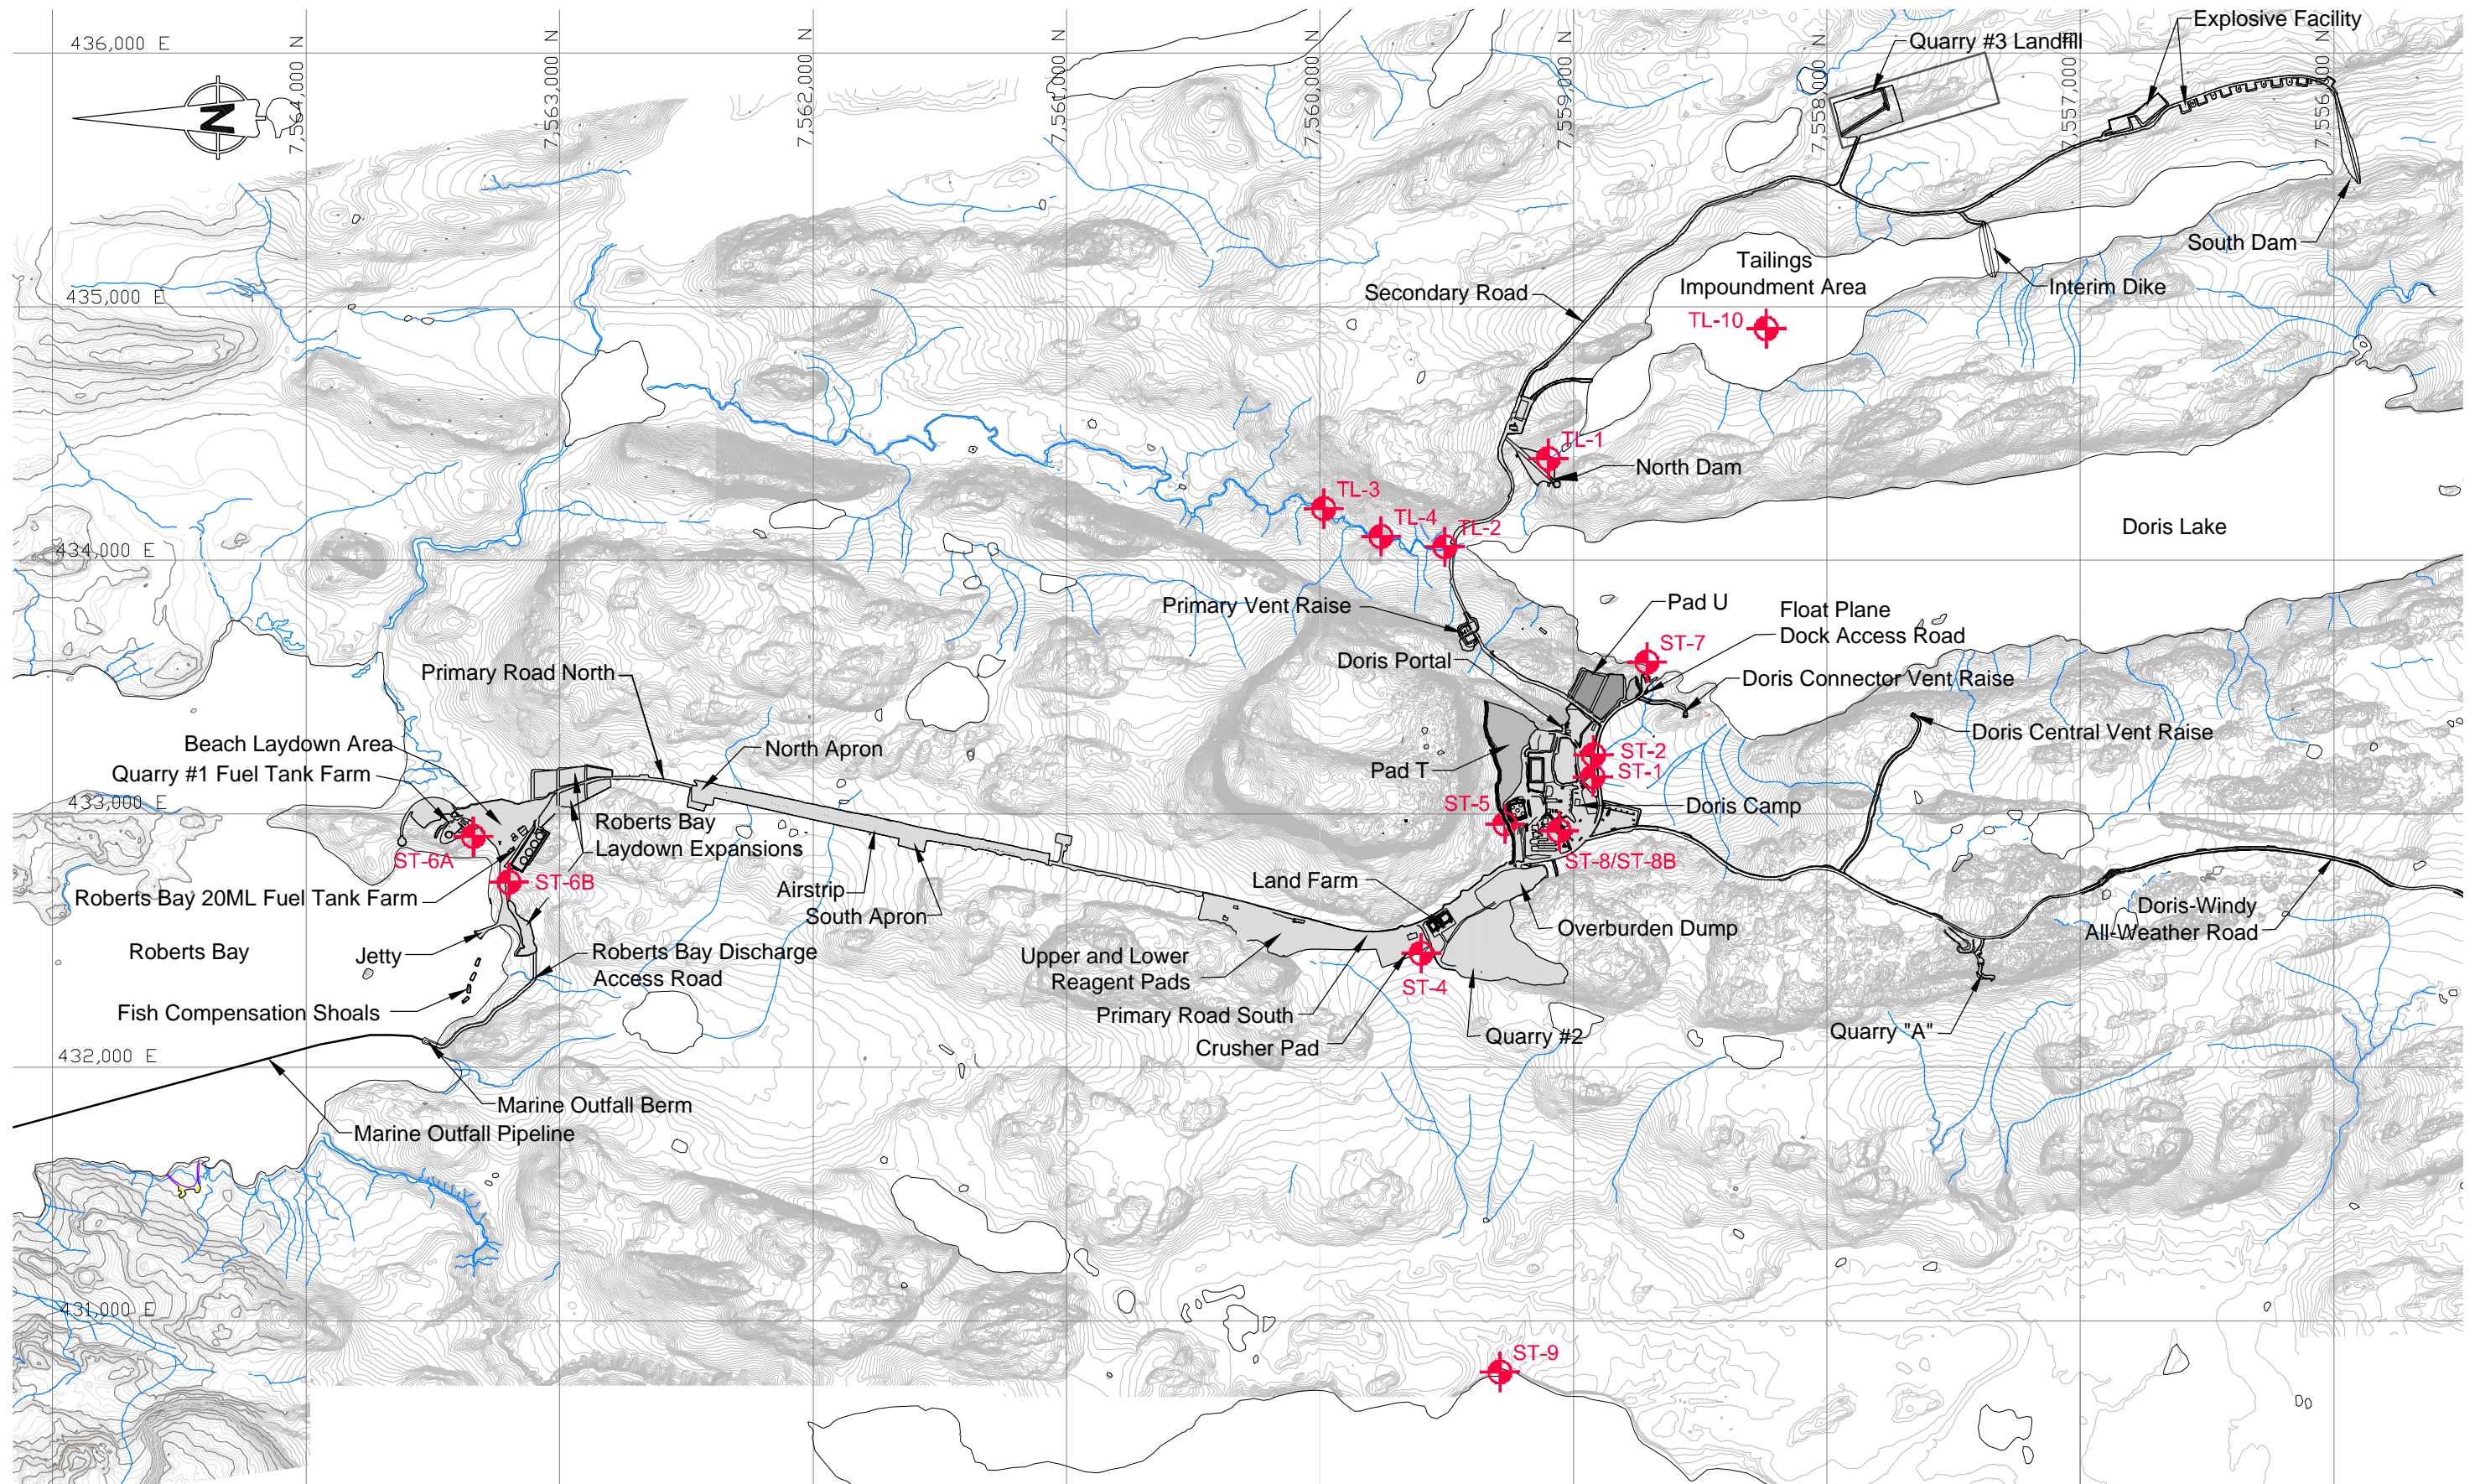 436,000 E
7,564,000 N
7,563,000 N
7,562,000 N
7,561,000 N
7,560,000 N
7,559,000 N
7,558,000 N
7,557,000 N
7,556,000 N
Explosive Facility
Quarry #3 Landfill
N
South Dam
Tailings
Impoundment Area
Interim Dike
435,000 E
Secondary Road
TL-10
TL-1
North Dam
TL-3
TL-4
TL-2
Doris Lake
434,000 E
Primary Vent Raise
Pad U
Float Plane
Dock Access Road
ST-7
Doris Portal
Doris Connector Vent Raise
Primary Road North
Doris Central Vent Raise
Beach Laydown Area
North Apron
ST-2
Quarry #1 Fuel Tank Farm
Pad T
ST-1
433,000 E
ST-5
Doris Camp
Roberts Bay
Laydown Expansions
ST-6A
ST-8/ST-8B
ST-6B
Land Farm
Airstrip
Roberts Bay 20ML Fuel Tank Farm
South Apron
Doris-Windy
All-Weather Road
Overburden Dump
Roberts Bay
Jetty
Roberts Bay Discharge
Access Road
Upper and Lower
Reagent Pads
ST-4
Fish Compensation Shoals
Primary Road South
Quarry #2
Quarry "A"
Crusher Pad
432,000 E
Marine Outfall Berm
Marine Outfall Pipeline
431,000 E
ST-9